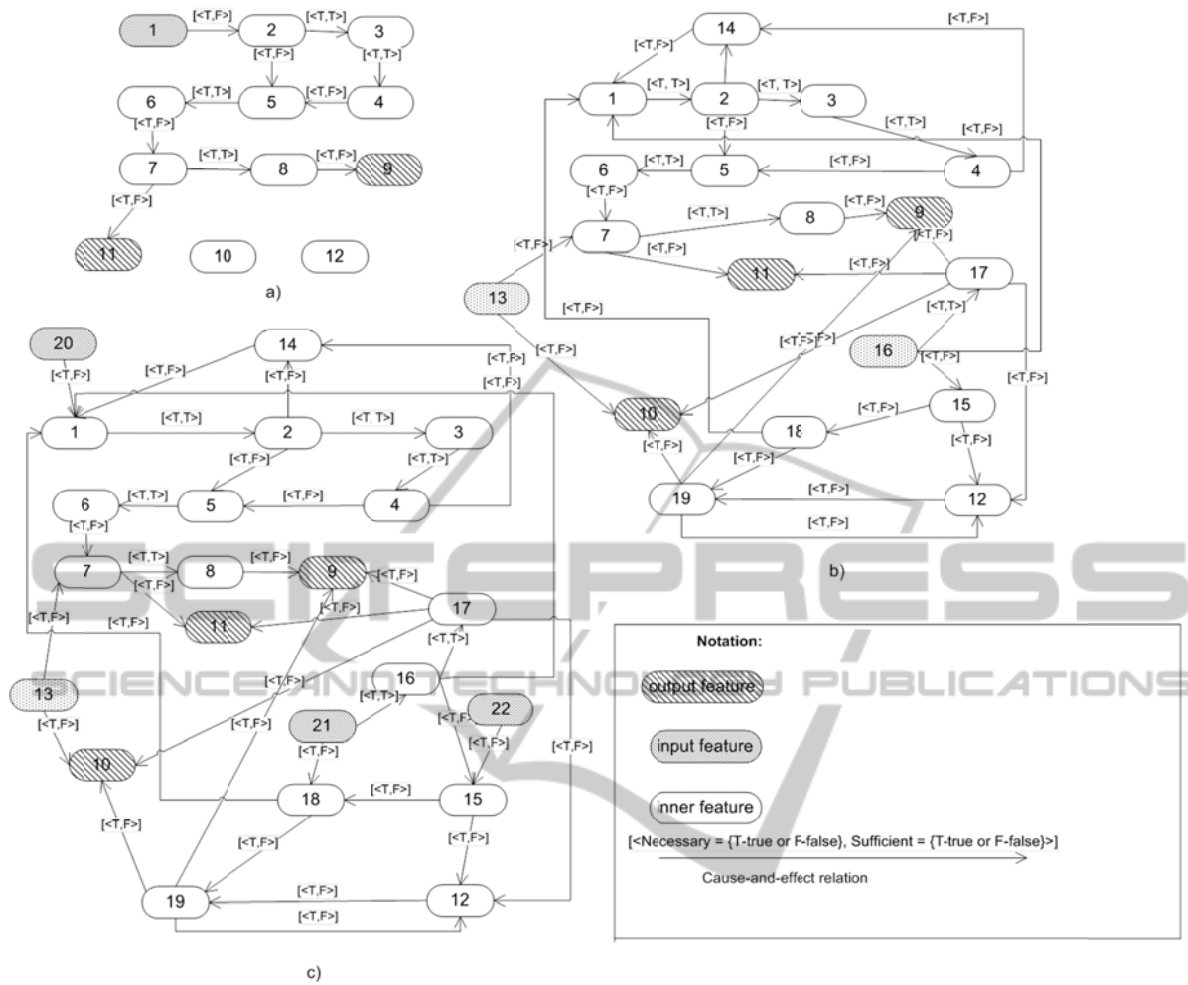 1
[<T,F>]
2
[<T,T>]
3
[<T,F>]
[<T,T>]
6
[<T,T>]
5
[<T,F>]
4
[<T,F>]
7
[<T,T>]
8
[<T,F>]
9
[<T,F>]
11
10
12
a)
14
[<T,F>]
[<T,F>]
1
[<T, T>]
2
[<T, T>]
3
[<T,F>]
[<T,T>]
[<T,F>]
6
[<T,T>]
5
[<T,F>]
4
[<T,F>]
7
[<T,T>]
8
[<T,F>]
9
[<T,F>]
[<T,F>]
[<T,F>]
11
[<T,F>]
17
13
[<T,F>]
[<T,T>]
[<T,F>]
16
[<T,F>]
[<T,F>]
[<T,F>]
10
15
18
[<T,F>]
[<T,F>]
[<T,F>]
[<T,F>]
19
[<T,F>]
12
[<T,F>]
b)
20
[<T,F>]
14
[<T,F>]
[<T,F>]
[<T,F>]
1
[<T,T>]
2
[<T,T>]
3
[<T,F>]
[<T,T>]
6
[<T,T>]
5
[<T,F>]
4
[<T,F>]
7
[<T,T>]
8
[<T,F>]
9
[<T,F>]
[<T,F>]
[<T,F>]
[<T,F>]
[<T,F>]
11
17
[<T,T>]
[<T,F>]
13
16
[<T,T>]
[<T,F>]
22
[<T,F>]
[<T,F>]
21
[<T,F>]
[<T,F>]
[<T,F>]
10
18
[<T,F>]
15
[<T,F>]
[<T,F>]
[<T,F>]
19
[<T,F>]
12
[<T,F>]
c)
SCITEPRESS
SCIENCE AND TECHNOLOGY PUBLICATIONS
Notation:
output feature
input feature
inner feature
[<Necessary = {T-true or F-false}, Sufficient = {T-true or F-false}>]
Cause-and-effect relation